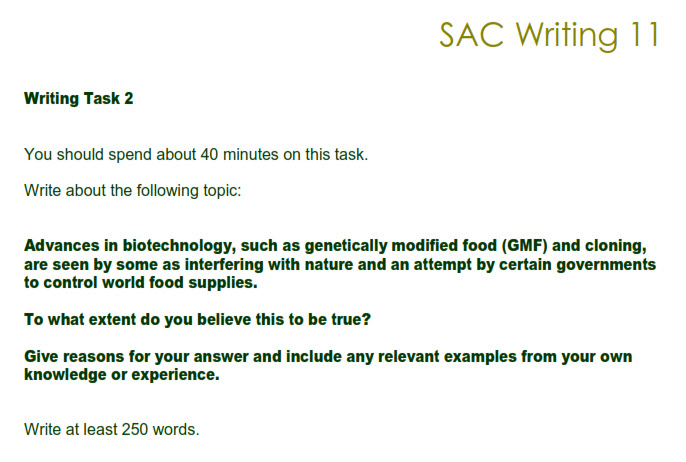 SAC Writing 11
Writing Task 2
You should spend about 40 minutes on this task.
Write about the following topic:
Advances in biotechnology, such as genetically modified food (GMF) and cloning,
are seen by some as interfering with nature and an attempt by certain governments
to control world food supplies.
To what extent do you believe this to be true?
Give reasons for your answer and include any relevant examples from your own
knowledge or experience.
Write at least 250 words.